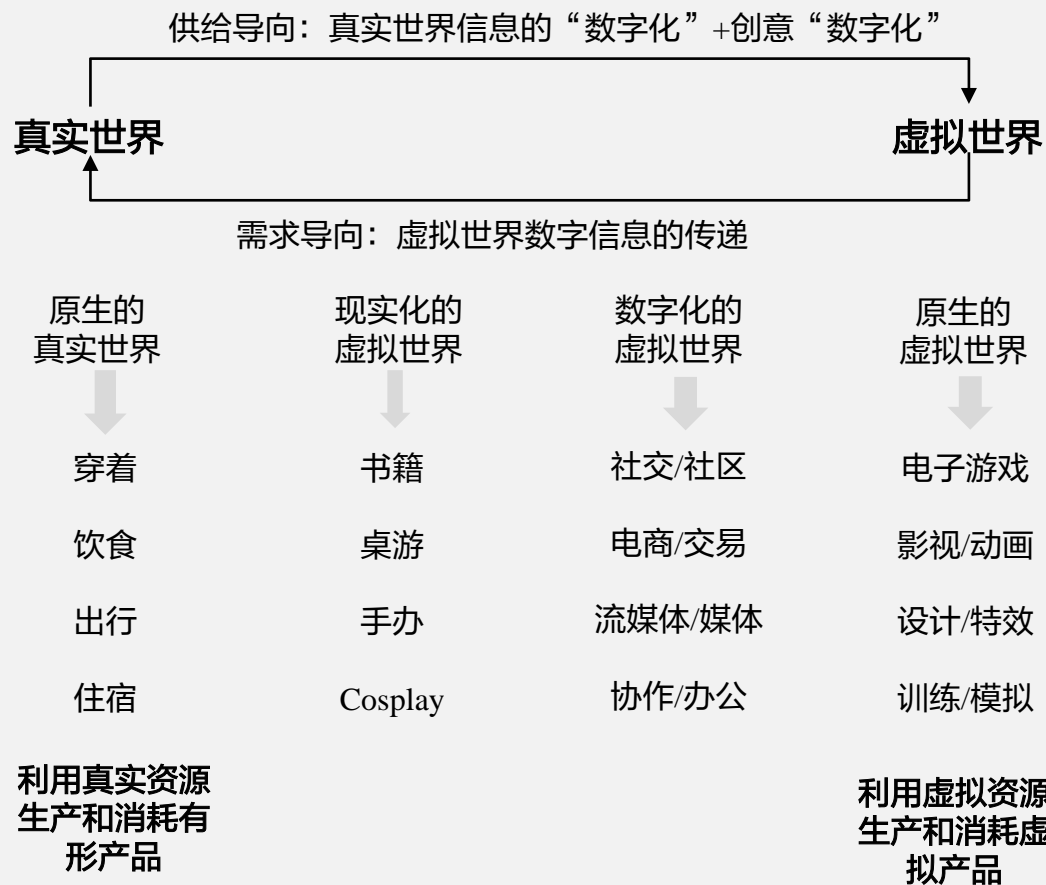 供给导向：真实世界信息的“数字化”+创意“数字化”
真实世界
虚拟世界
需求导向：虚拟世界数字信息的传递
原生的
真实世界
现实化的
虚拟世界
数字化的
虚拟世界
原生的
虚拟世界
穿着
书籍
社交/社区
电子游戏
饮食
桌游
电商/交易
影视/动画
出行
手办
流媒体/媒体
设计/特效
住宿
Cosplay
协作/办公
训练/模拟
利用真实资源
生产和消耗有
形产品
利用虚拟资源
生产和消耗虚
拟产品